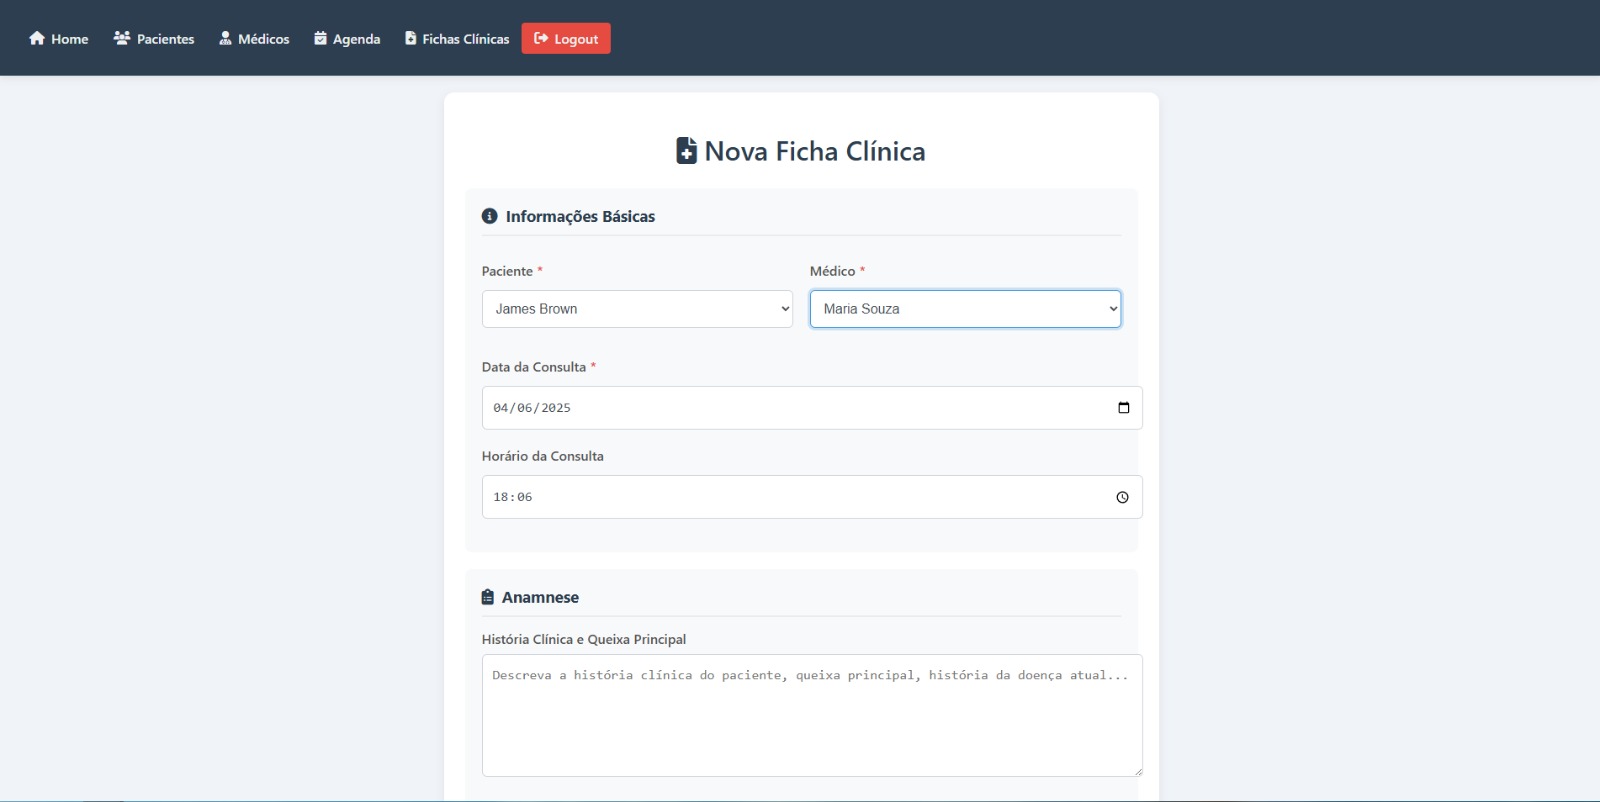 Home Pacientes Médicos Agenda Fichas Clínicas Logout
Nova Ficha Clínica
Informações Básicas
Paciente * Médico *
James Brown Maria Souza
Data da Consulta *
04/06/2025
Horário da Consulta
18:06
Anamnese
História Clínica e Queixa Principal
Descreva a história clínica do paciente, queixa principal, história da doença atual...